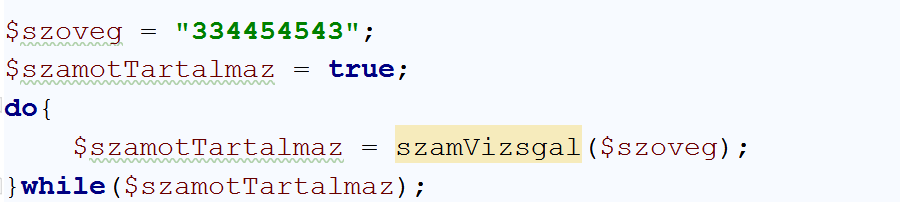 $szoveg = "334454543";
$szamotTartalmaz = true;
do{
    $szamotTartalmaz = szamVizsgal($szoveg);
}while($szamotTartalmaz);